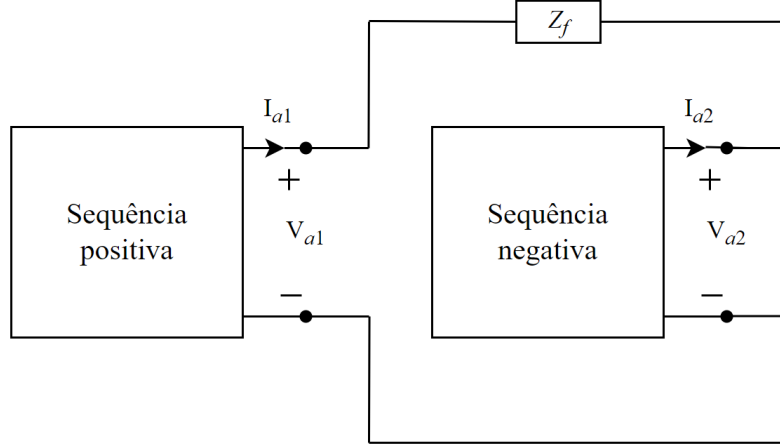 Z_f
I_a1
I_a2
+
+
Sequência
positiva
V_a1
Sequência
negativa
V_a2
−
−